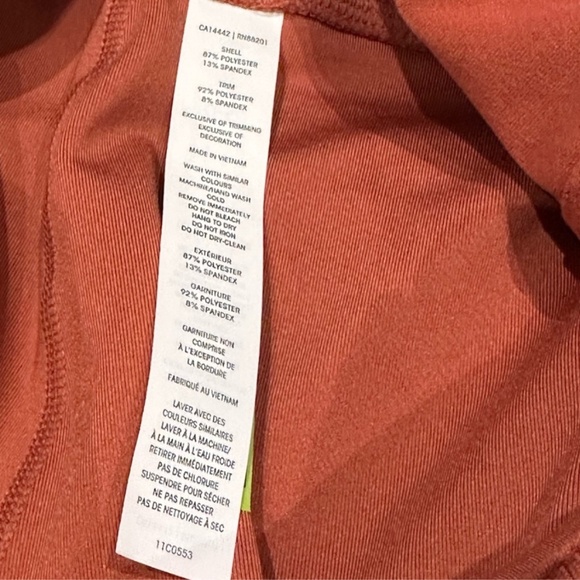 CA14442 | RN88201
SHELL
87% POLYESTER
13% SPANDEX
TRIM
92% POLYESTER
8% SPANDEX
EXCLUSIVE OF TRIMMING
EXCLUSIVE OF
DECORATION
MADE IN VIETNAM
WASH WITH SIMILAR
COLOURS
MACHINE/HAND WASH
COLD
REMOVE IMMEDIATELY
DO NOT BLEACH
HANG TO DRY
DO NOT IRON
DO NOT DRY-CLEAN
EXTÉRIEUR
87% POLYESTER
13% SPANDEX
GARNITURE
92% POLYESTER
8% SPANDEX
GARNITURE NON
COMPRISE
À L'EXCEPTION DE
LA BORDURE
FABRIQUÉ AU VIETNAM
LAVER AVEC DES
COULEURS SIMILAIRES
LAVER À LA MACHINE/
À LA MAIN À L'EAU FROIDE
RETIRER IMMÉDIATEMENT
PAS DE CHLORURE
SUSPENDRE POUR SÉCHER
NE PAS REPASSER
PAS DE NETTOYAGE À SEC
11C0553